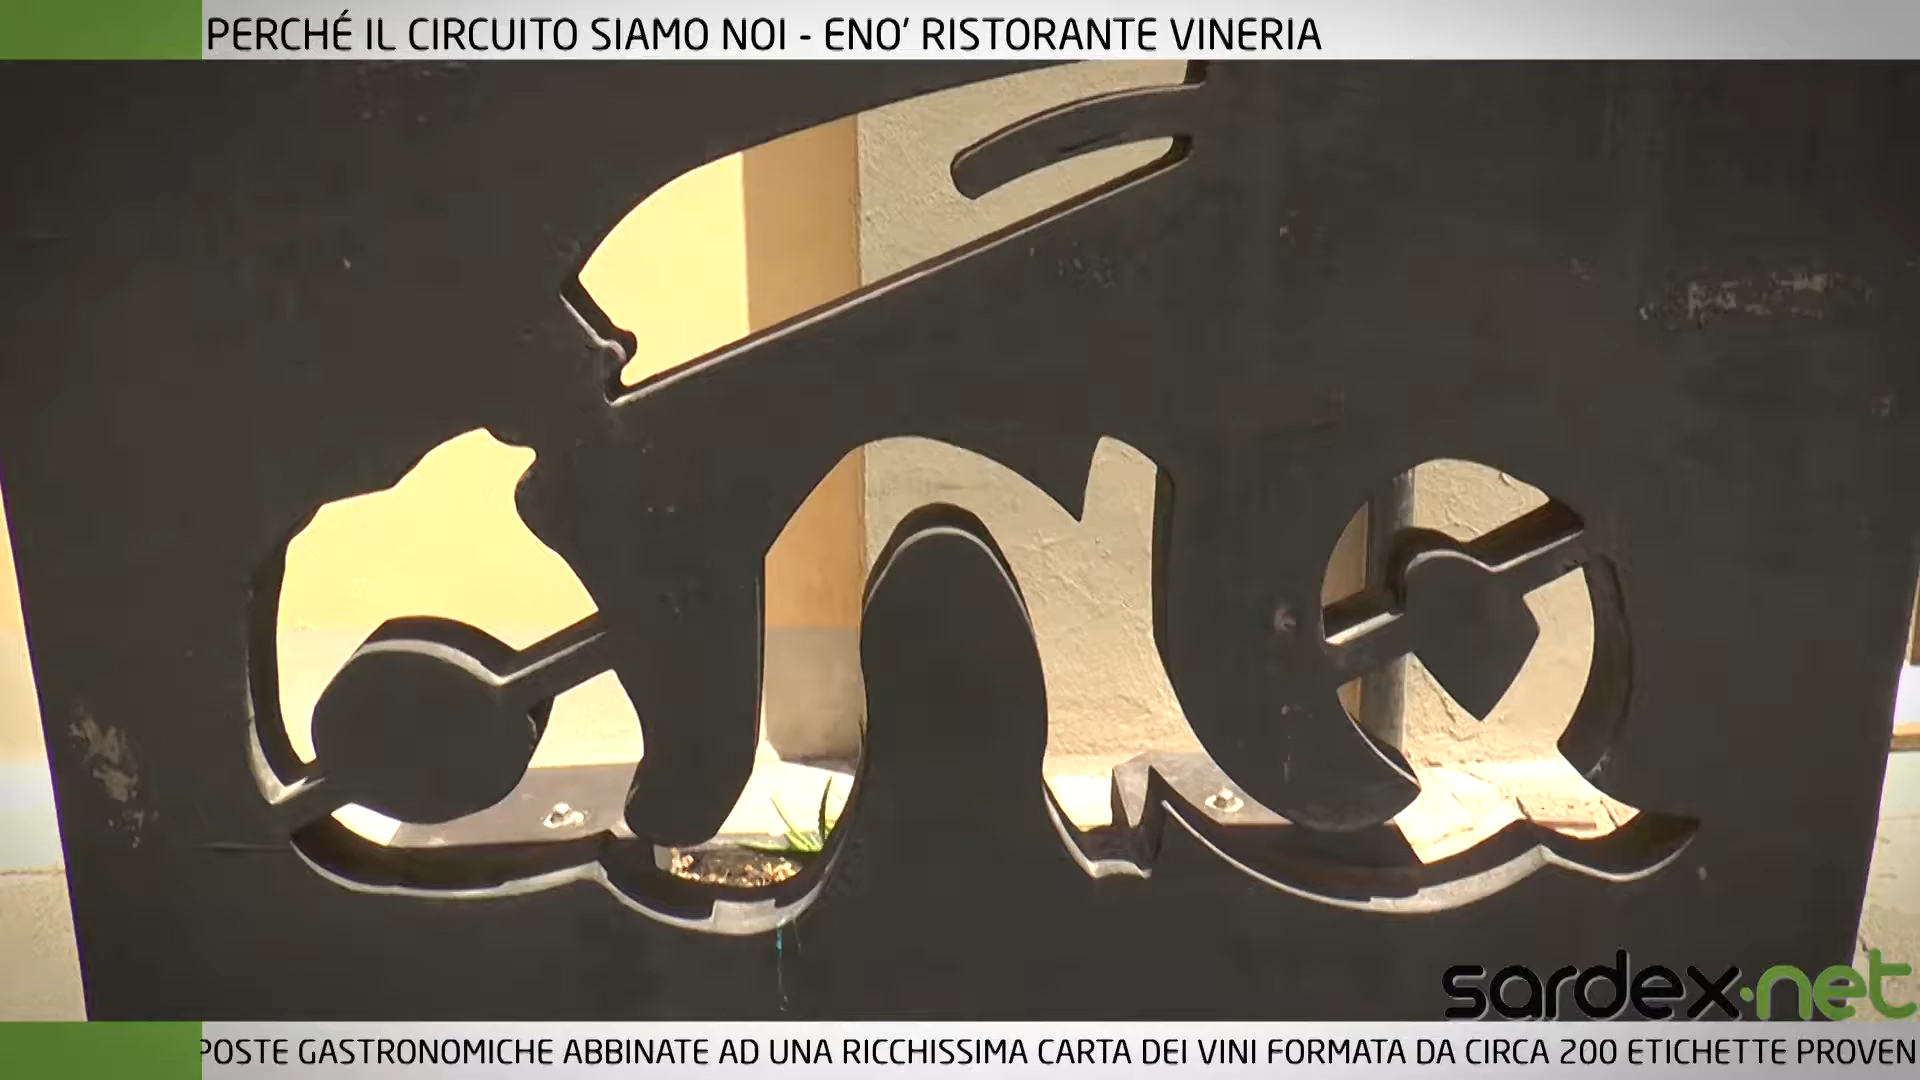 PERCHÉ IL CIRCUITO SIAMO NOI - ENO’ RISTORANTE VINERIA
eno
sardex.net
POSTE GASTRONOMICHE ABBINATE AD UNA RICCHISSIMA CARTA DEI VINI FORMATA DA CIRCA 200 ETICHETTE PROVEN